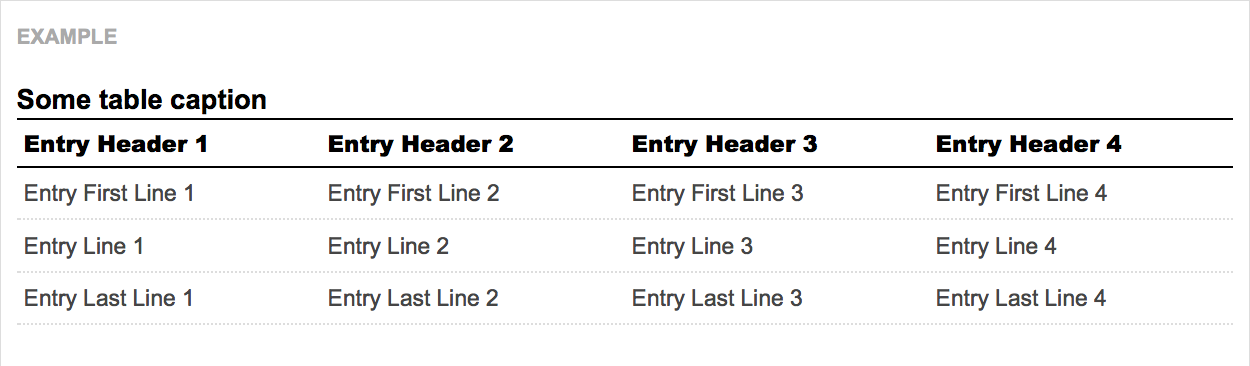 EXAMPLE
Some table caption
Entry Header 1 Entry Header 2 Entry Header 3 Entry Header 4
Entry First Line 1 Entry First Line 2 Entry First Line 3 Entry First Line 4
Entry Line 1 Entry Line 2 Entry Line 3 Entry Line 4
Entry Last Line 1 Entry Last Line 2 Entry Last Line 3 Entry Last Line 4